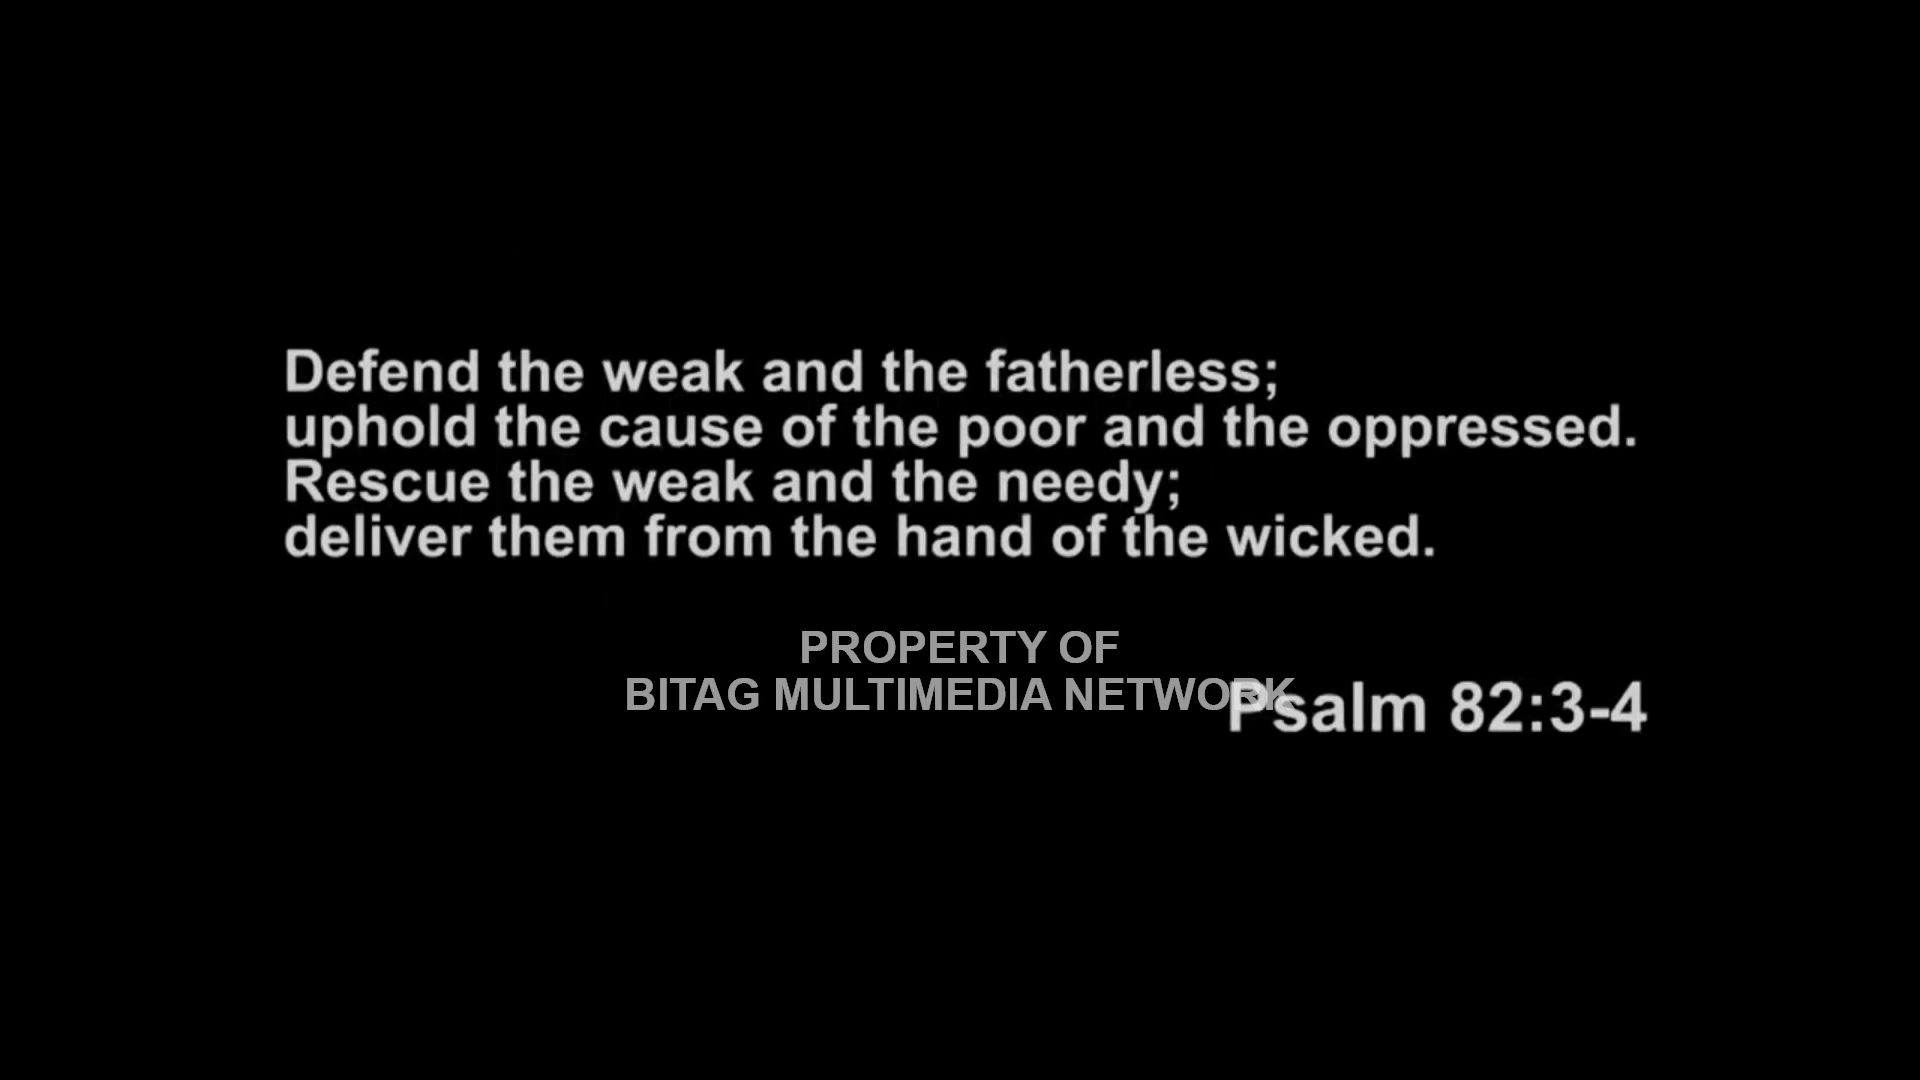 Defend the weak and the fatherless;
uphold the cause of the poor and the oppressed.
Rescue the weak and the needy;
deliver them from the hand of the wicked.
PROPERTY OF
BITAG MULTIMEDIA NETWORK
Psalm 82:3-4